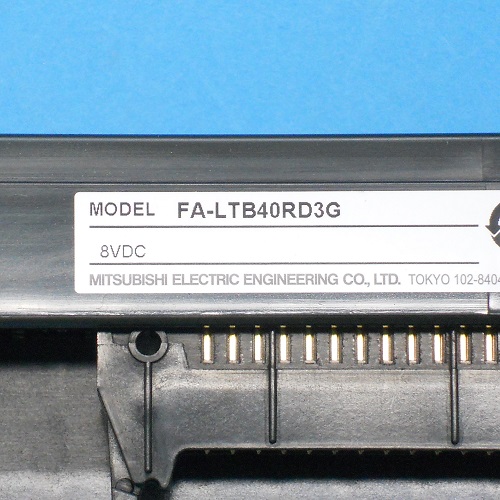 MODEL FA-LTB40RD3G
8VDC
MITSUBISHI ELECTRIC ENGINEERING CO., LTD. TOKYO 102-8404